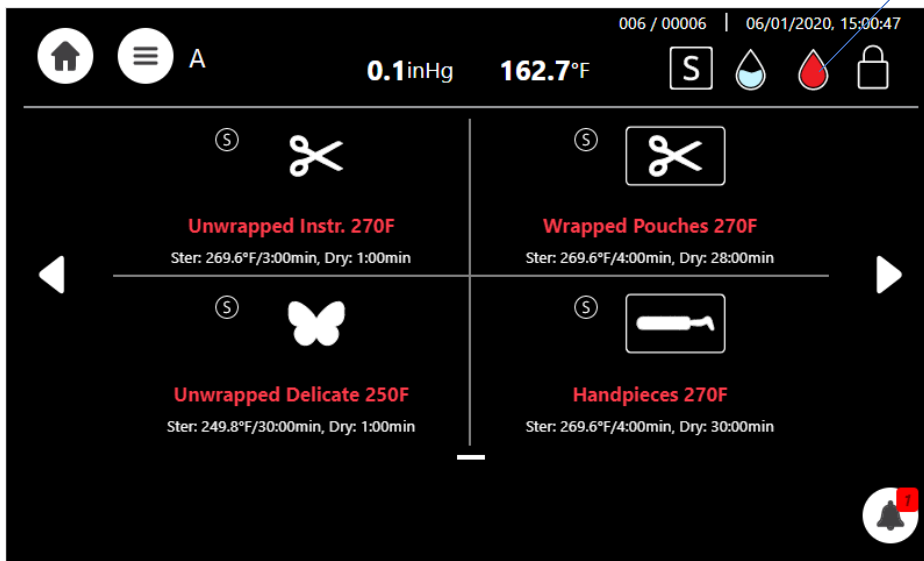 006 / 00006 | 06/01/2020, 15:00:47
A 0.1inHg 162.7°F S
S S
Unwrapped Instr. 270F Wrapped Pouches 270F
Ster: 269.6°F/3:00min, Dry: 1:00min Ster: 269.6°F/4:00min, Dry: 28:00min
S S
Unwrapped Delicate 250F Handpieces 270F
Ster: 249.8°F/30:00min, Dry: 1:00min Ster: 269.6°F/4:00min, Dry: 30:00min
1